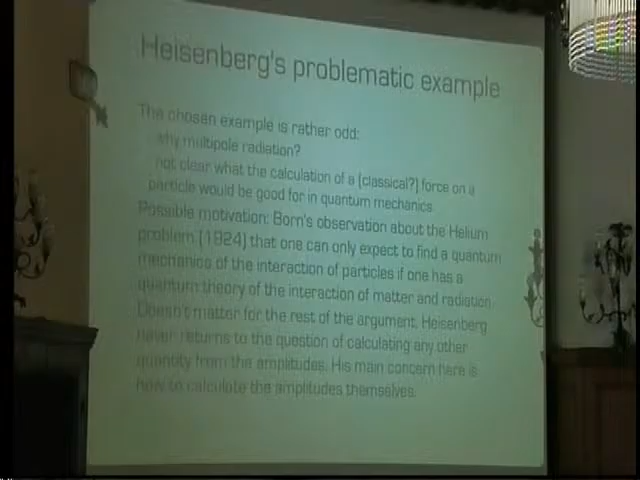 Heisenberg's problematic example
The chosen example is rather odd:
why multipole radiation?
not clear what the calculation of a (classical?) force on a
particle would be good for in quantum mechanics.
Possible motivation: Born's observation about the Helium
problem (1924) that one can only expect to find a quantum
mechanics of the interaction of particles if one has a
quantum theory of the interaction of matter and radiation.
Doesn't matter for the rest of the argument, Heisenberg
never returns to the question of calculating any other
quantity from the amplitudes. His main concern here is
how to calculate the amplitudes themselves.